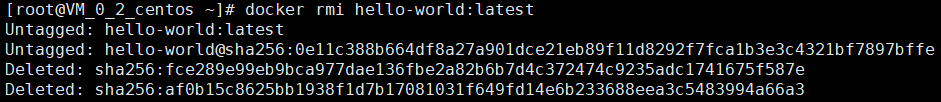 [root@VM_0_2_centos ~]# docker rmi hello-world:latest
Untagged: hello-world:latest
Untagged: hello-world@sha256:0e11c388b664df8a27a901dce21eb89f11d8292f7fca1b3e3c4321bf7897bffe
Deleted: sha256:fce289e99eb9bca977dae136fbe2a82b6b7d4c372474c9235adc1741675f587e
Deleted: sha256:af0b15c8625bb1938f1d7b17081031f649fd14e6b233688eea3c5483994a66a3